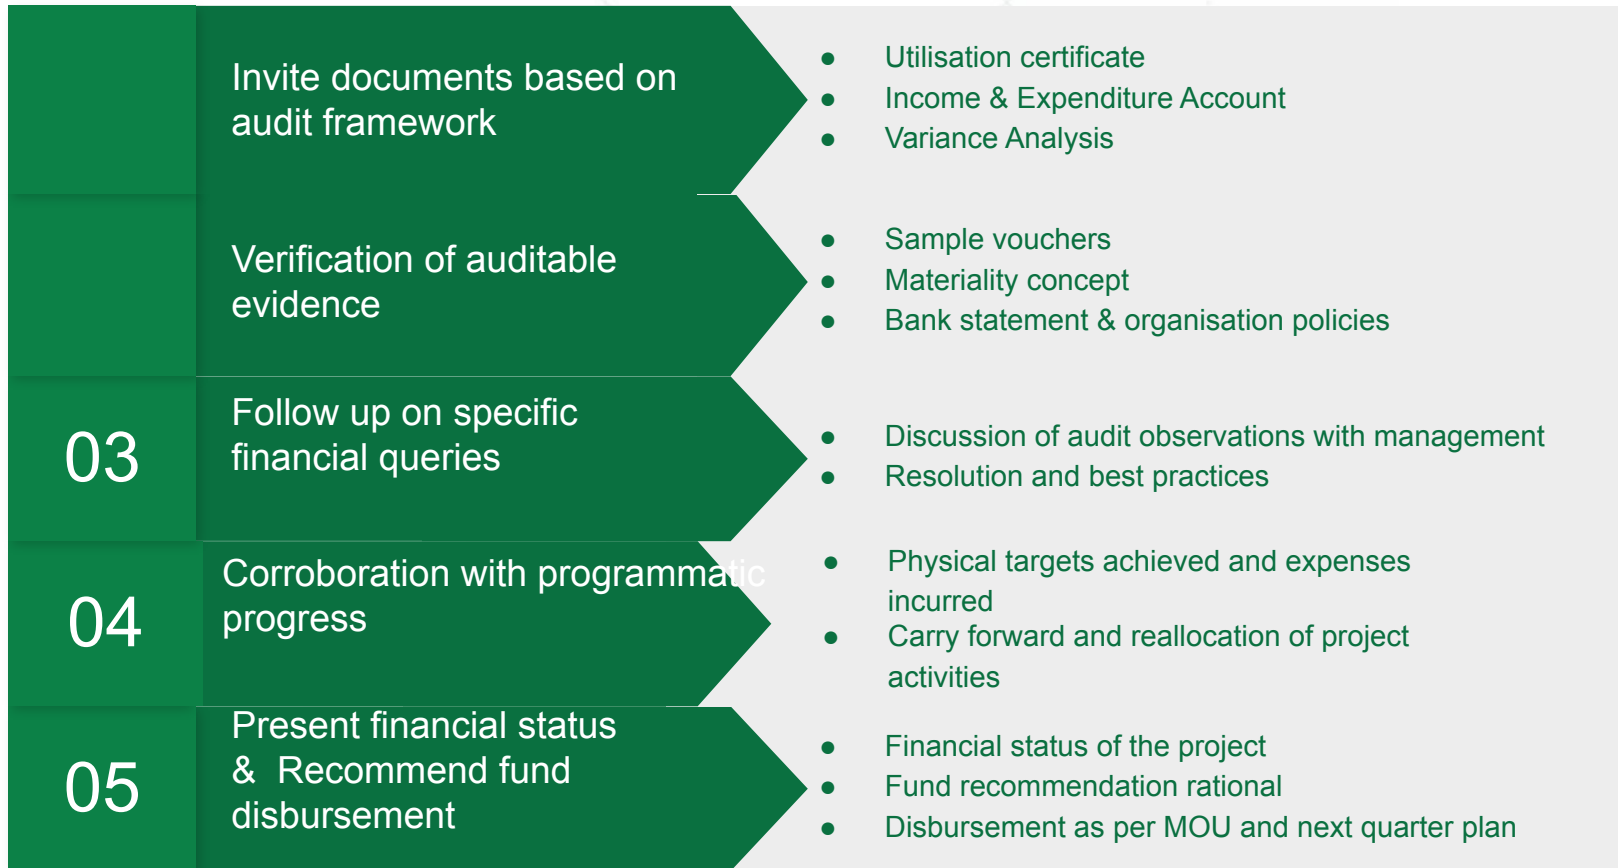 Invite documents based on
audit framework
● Utilisation certificate
● Income & Expenditure Account
● Variance Analysis
Verification of auditable
evidence
● Sample vouchers
● Materiality concept
● Bank statement & organisation policies
03
Follow up on specific
financial queries
● Discussion of audit observations with management
● Resolution and best practices
04
Corroboration with programmatic
progress
● Physical targets achieved and expenses
incurred
● Carry forward and reallocation of project
activities
05
Present financial status
& Recommend fund
disbursement
● Financial status of the project
● Fund recommendation rational
● Disbursement as per MOU and next quarter plan